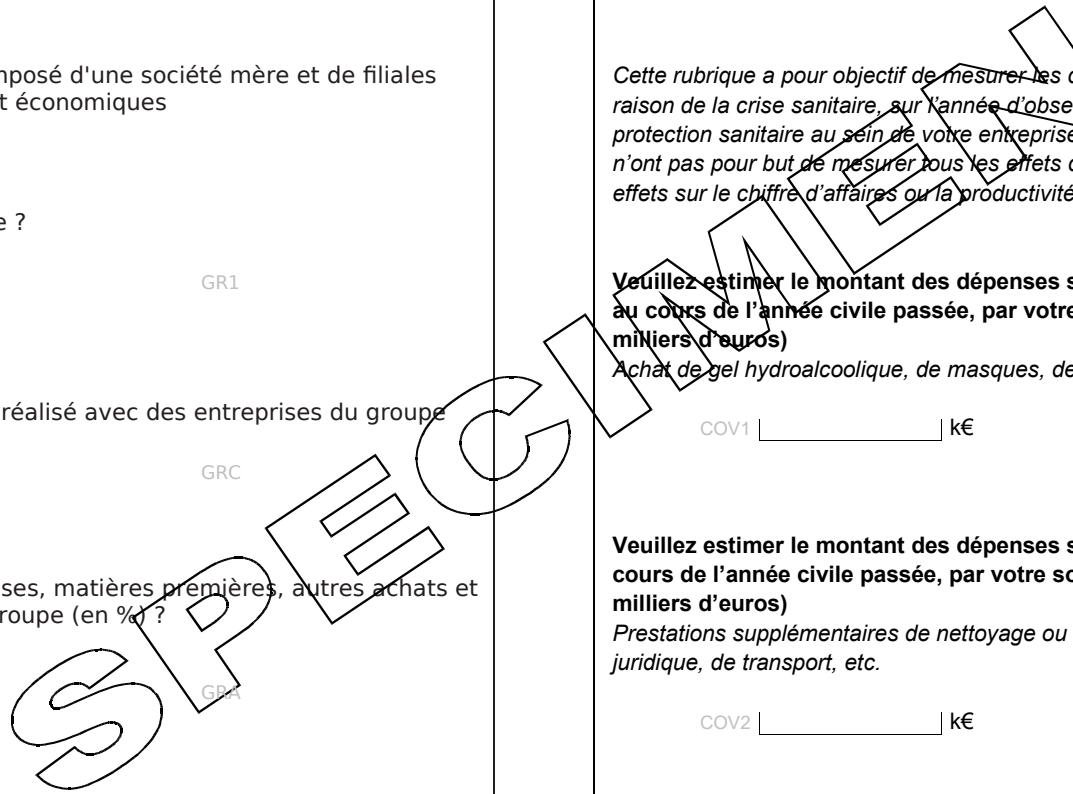 mposé d'une société mère et de filiales
t économiques
e ?
GR1
réalisé avec des entreprises du groupe
GRC
ses, matières premières, autres achats et
roupe (en %) ?
GRA
Cette rubrique a pour objectif de mesurer les
raison de la crise sanitaire, sur l’année d’obse
protection sanitaire au sein de votre entreprise
n’ont pas pour but de mesurer tous les effets
effets sur le chiffre d’affaires ou la productivité
Veuillez estimer le montant des dépenses s
au cours de l’année civile passée, par votre
milliers d’euros)
Achat de gel hydroalcoolique, de masques, de
COV1 k€
Veuillez estimer le montant des dépenses s
cours de l’année civile passée, par votre so
milliers d’euros)
Prestations supplémentaires de nettoyage ou
juridique, de transport, etc.
COV2 k€
SPECIMEN